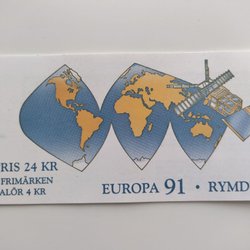 RIS 24 KR
FRIMÄRKEN
ALÖR 4 KR
EUROPA 91 · RYMD